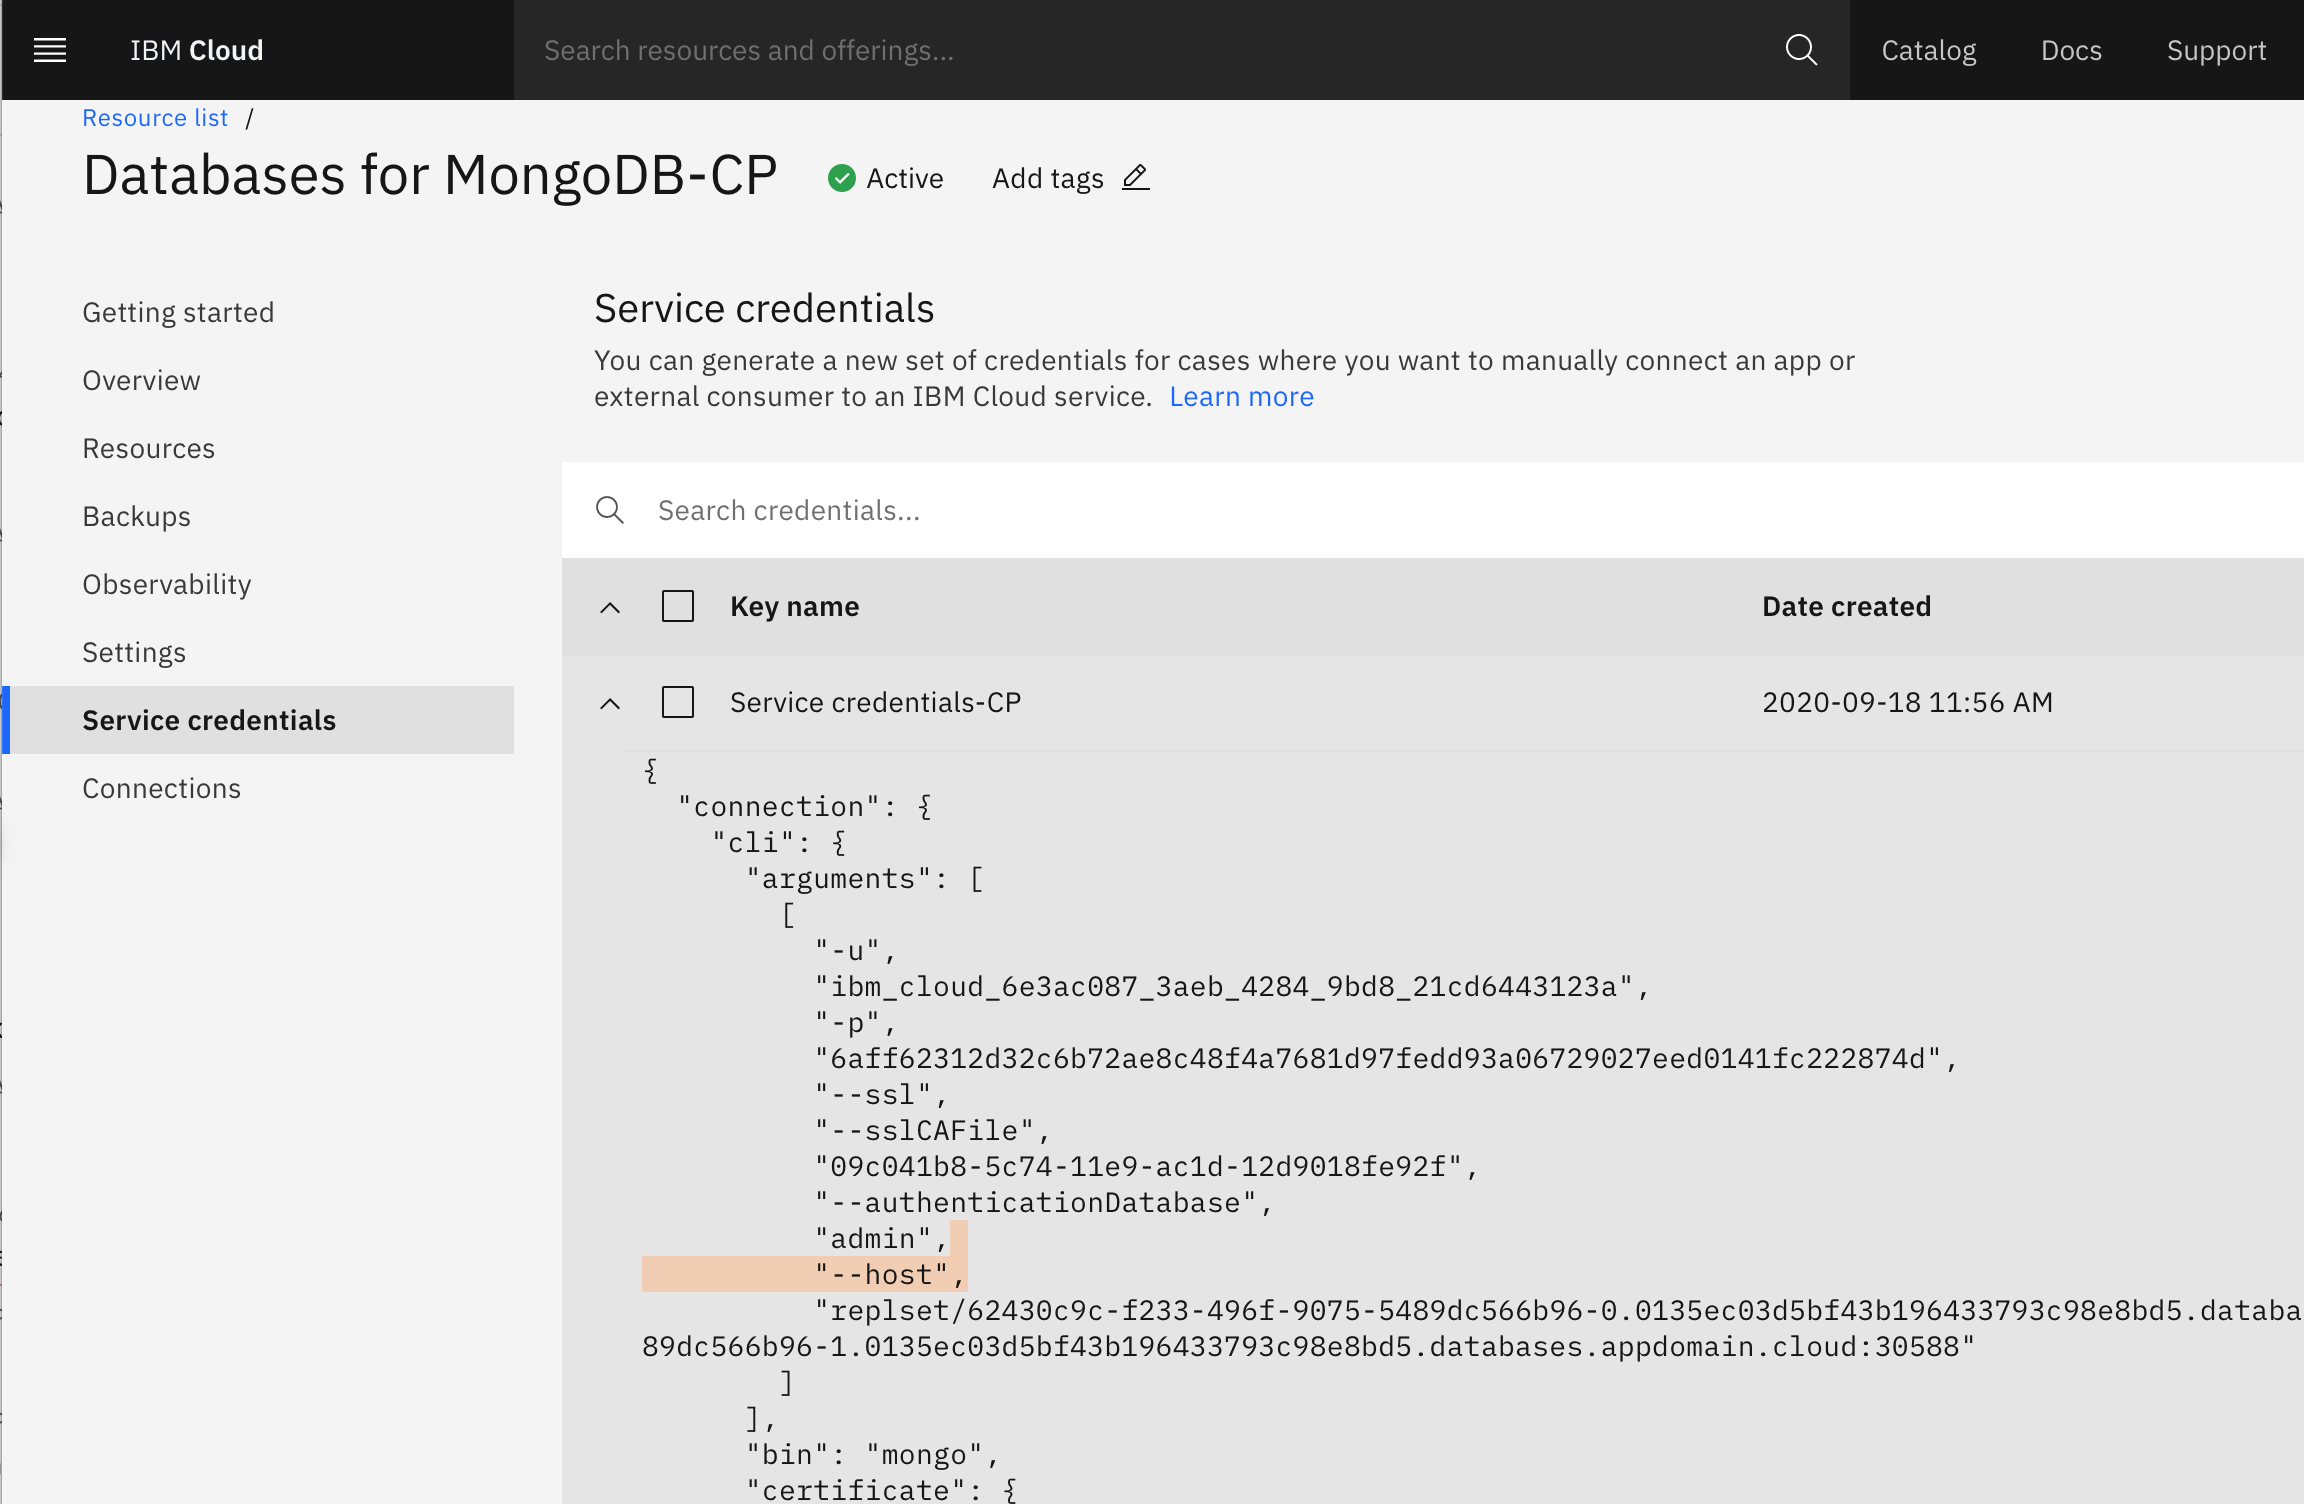 IBM Cloud
Search resources and offerings...
Catalog
Docs
Support
Resource list /
Databases for MongoDB-CP
Active
Add tags
Getting started
Overview
Resources
Backups
Observability
Settings
Service credentials
Connections
Service credentials
You can generate a new set of credentials for cases where you want to manually connect an app or
external consumer to an IBM Cloud service. Learn more
Search credentials...
Key name
Date created
Service credentials-CP
2020-09-18 11:56 AM
{
"connection": {
"cli": {
"arguments": [
[
"-u",
"ibm_cloud_6e3ac087_3aeb_4284_9bd8_21cd6443123a",
"-p",
"6aff62312d32c6b72ae8c48f4a7681d97fedd93a06729027eed0141fc222874d",
"--ssl",
"--sslCAFile",
"09c041b8-5c74-11e9-ac1d-12d9018fe92f",
"--authenticationDatabase",
"admin",
"--host",
"replset/62430c9c-f233-496f-9075-5489dc566b96-0.0135ec03d5bf43b196433793c98e8bd5.databa
89dc566b96-1.0135ec03d5bf43b196433793c98e8bd5.databases.appdomain.cloud:30588"
]
],
"bin": "mongo",
"certificate": {